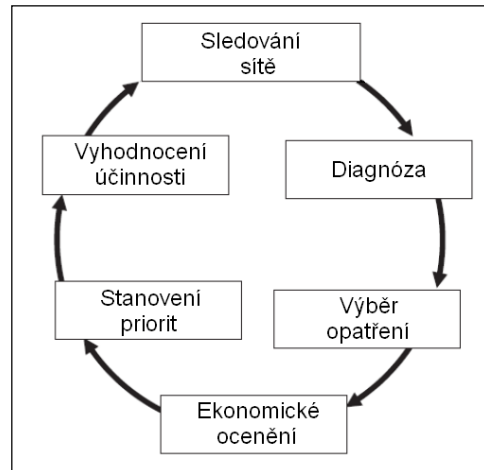 Sledování
sítě
Diagnóza
Výběr
opatření
Ekonomické
ocenění
Stanovení
priorit
Vyhodnocení
účinnosti